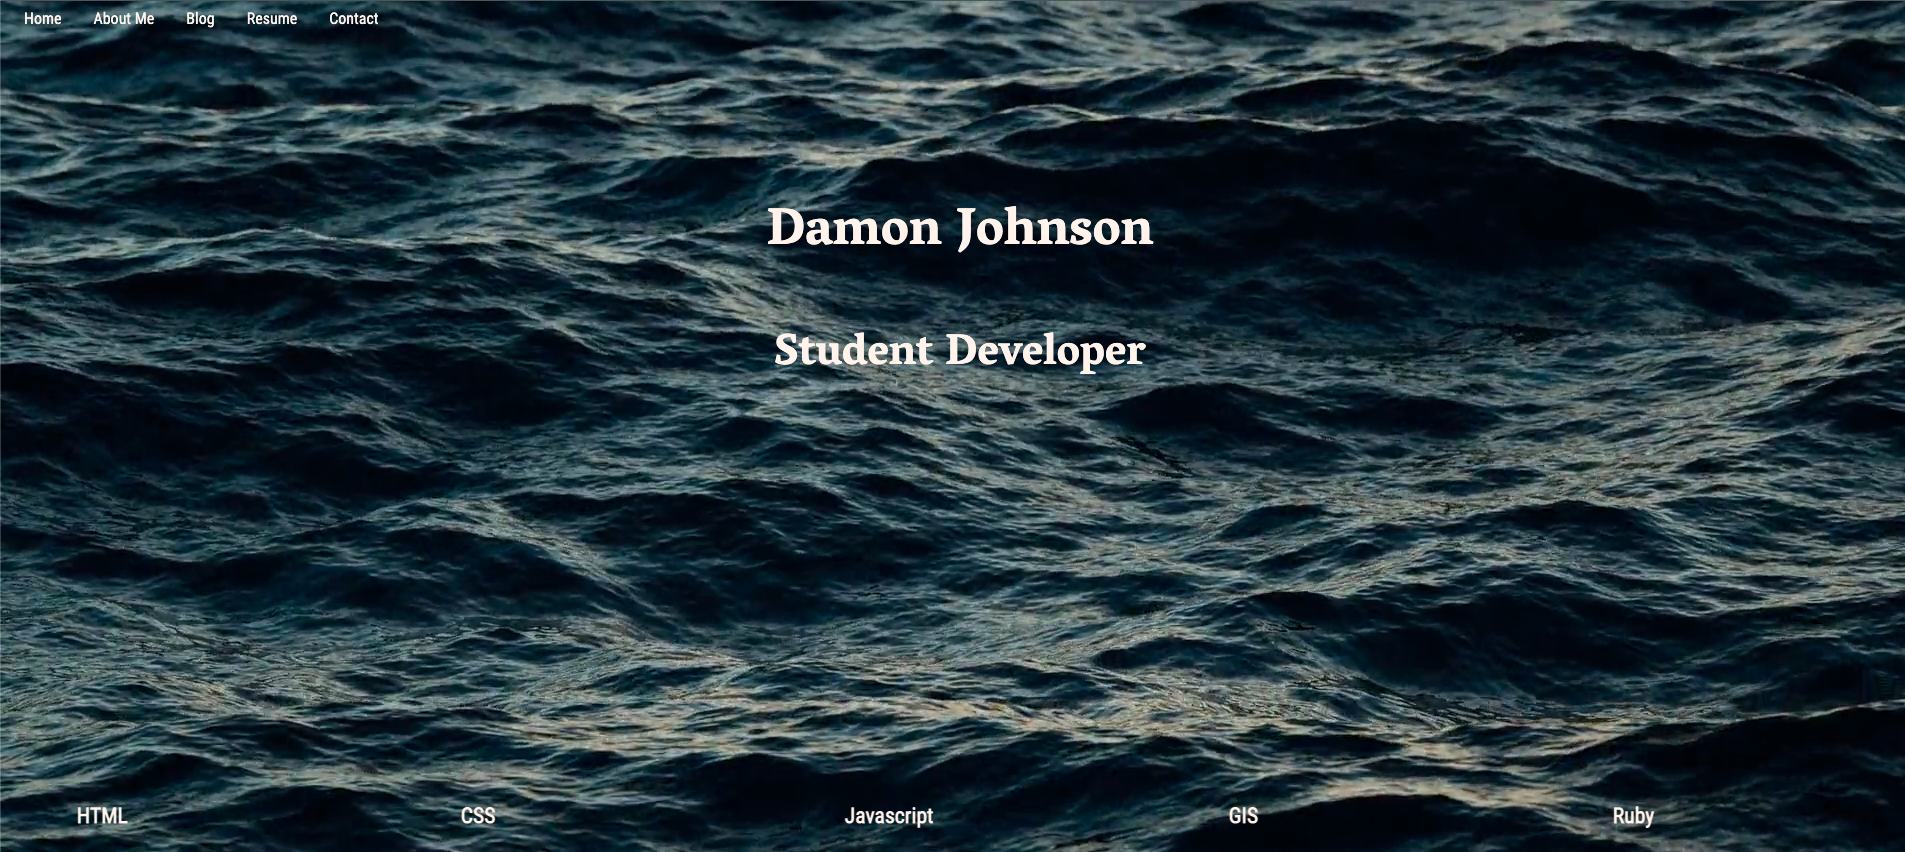 Home About Me Blog Resume Contact
Damon Johnson
Student Developer
HTML CSS Javascript GIS Ruby